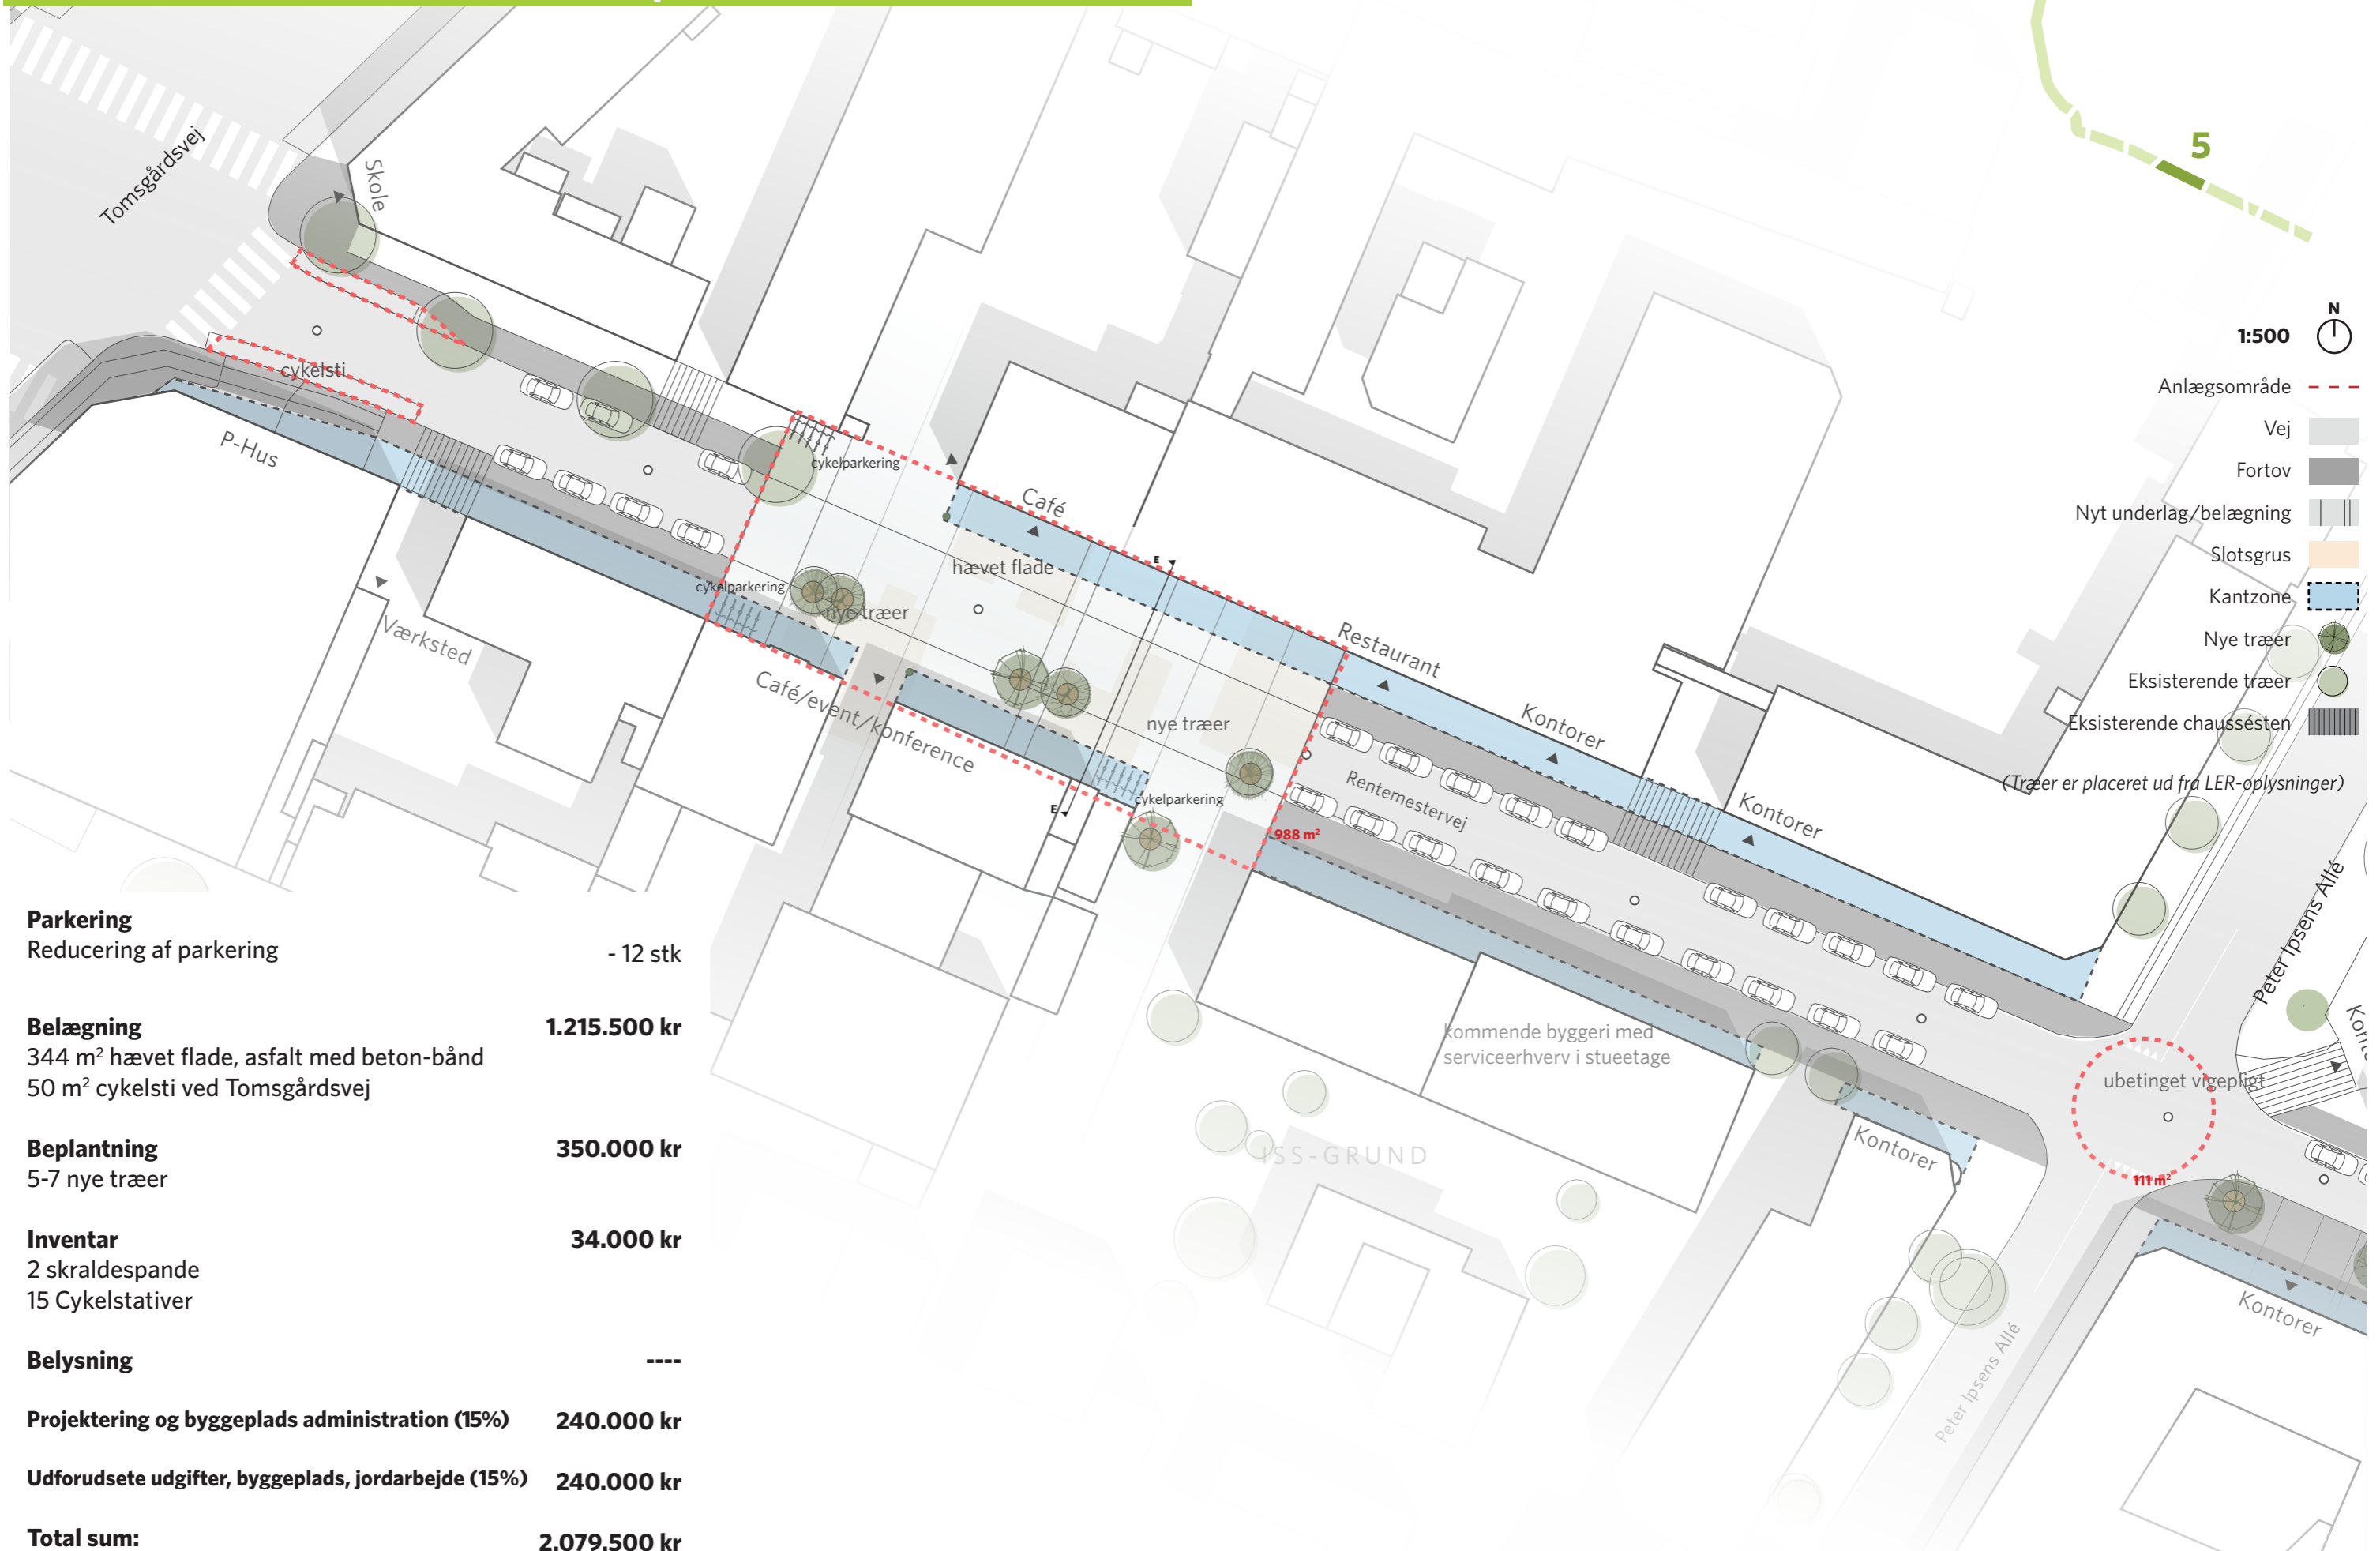 Tomsgårdsvej
Skole
cykelsti
P-Hus
Værksted
cykelparkering
cykelparkering
nye træer
hævet flade
Café
Café/event/konference
E
E
nye træer
cykelparkering
988 m²
Restaurant
Rentemestervej
Kontorer
Kontorer
kommende byggeri med
serviceerhverv i stueetage
ISS-GRUND
Kontorer
ubetinget vigepligt
111 m²
Peter Ipsens Allé
Peter Ipsens Allé
Kontorer
5
N
1:500
Anlægsområde
Vej
Fortov
Nyt underlag/belægning
Slotsgrus
Kantzone
Nye træer
Eksisterende træer
Eksisterende chaussésten
(Træer er placeret ud fra LER-oplysninger)
Parkering
Reducering af parkering - 12 stk
Belægning 1.215.500 kr
344 m² hævet flade, asfalt med beton-bånd
50 m² cykelsti ved Tomsgårdsvej
Beplantning 350.000 kr
5-7 nye træer
Inventar 34.000 kr
2 skraldespande
15 Cykelstativer
Belysning ----
Projektering og byggeplads administration (15%) 240.000 kr
Udforudsete udgifter, byggeplads, jordarbejde (15%) 240.000 kr
Total sum: 2.079.500 kr